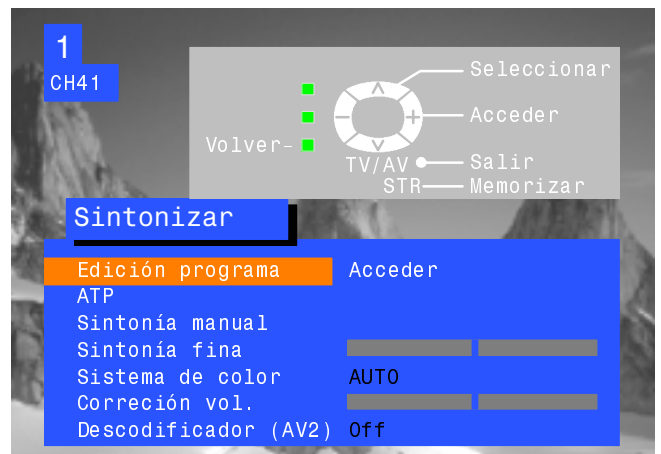 1
CH41
Seleccionar
Acceder
Volver
TV/AV Salir
STR Memorizar
Sintonizar
Edición programa Acceder
ATP
Sintonía manual
Sintonía fina
Sistema de color AUTO
Correción vol.
Descodificador (AV2) Off